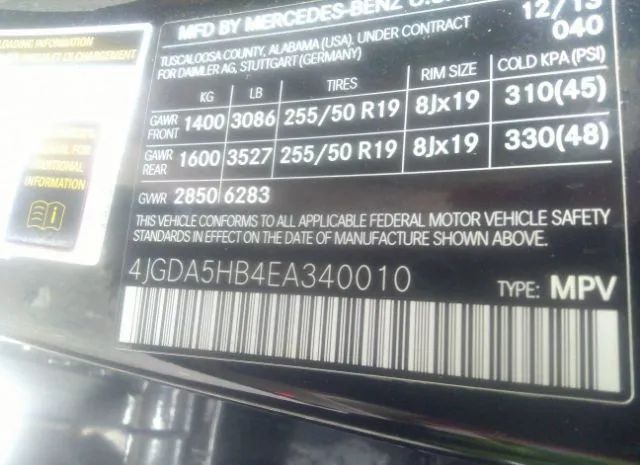 LOADING
INFORMATION
MFD BY MERCEDES-BENZ U.S.
12/13
TUSCALOOSA COUNTY, ALABAMA (USA), UNDER CONTRACT
040
FOR DAIMLER AG, STUTTGART (GERMANY)
KG LB TIRES RIM SIZE COLD KPA (PSI)
GAWR FRONT 1400 3086 255/50 R19 8Jx19 310(45)
GAWR REAR 1600 3527 255/50 R19 8Jx19 330(48)
GVWR 2850 6283
THIS VEHICLE CONFORMS TO ALL APPLICABLE FEDERAL MOTOR VEHICLE SAFETY
STANDARDS IN EFFECT ON THE DATE OF MANUFACTURE SHOWN ABOVE.
4JGDA5HB4EA340010 TYPE: MPV